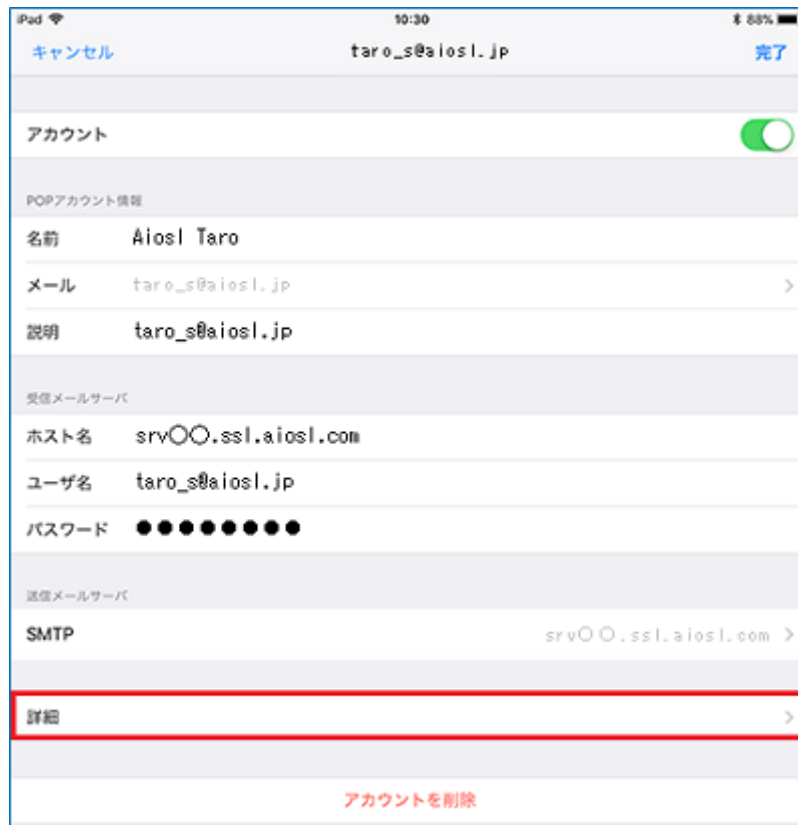 iPad 10:30 88%
キャンセル taro_s@aiosl.jp 完了
アカウント
POPアカウント情報
名前 Aiosl Taro
メール taro_s@aiosl.jp
説明 taro_s@aiosl.jp
受信メールサーバ
ホスト名 srv〇〇.ssl.aiosl.com
ユーザ名 taro_s@aiosl.jp
パスワード ●●●●●●●●
送信メールサーバ
SMTP srv〇〇.ssl.aiosl.com
詳細
アカウントを削除